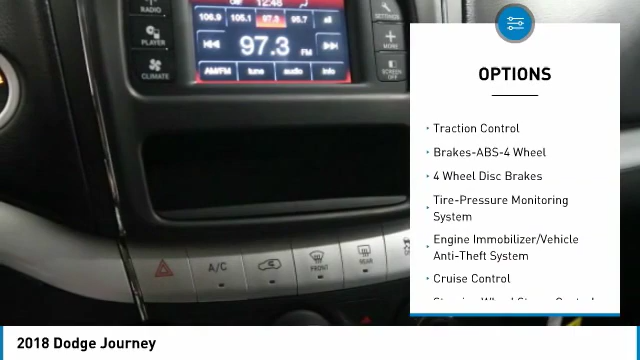 12:46
RADIO
PLAYER
CLIMATE
106.9 105.1 97.3 95.7 all
97.3 FM
AM/FM tune audio info
SETTINGS
MORE
SCREEN OFF
A/C
FRONT
REAR
OPTIONS
Traction Control
Brakes-ABS-4 Wheel
4 Wheel Disc Brakes
Tire-Pressure Monitoring
System
Engine Immobilizer/Vehicle
Anti-Theft System
Cruise Control
2018 Dodge Journey